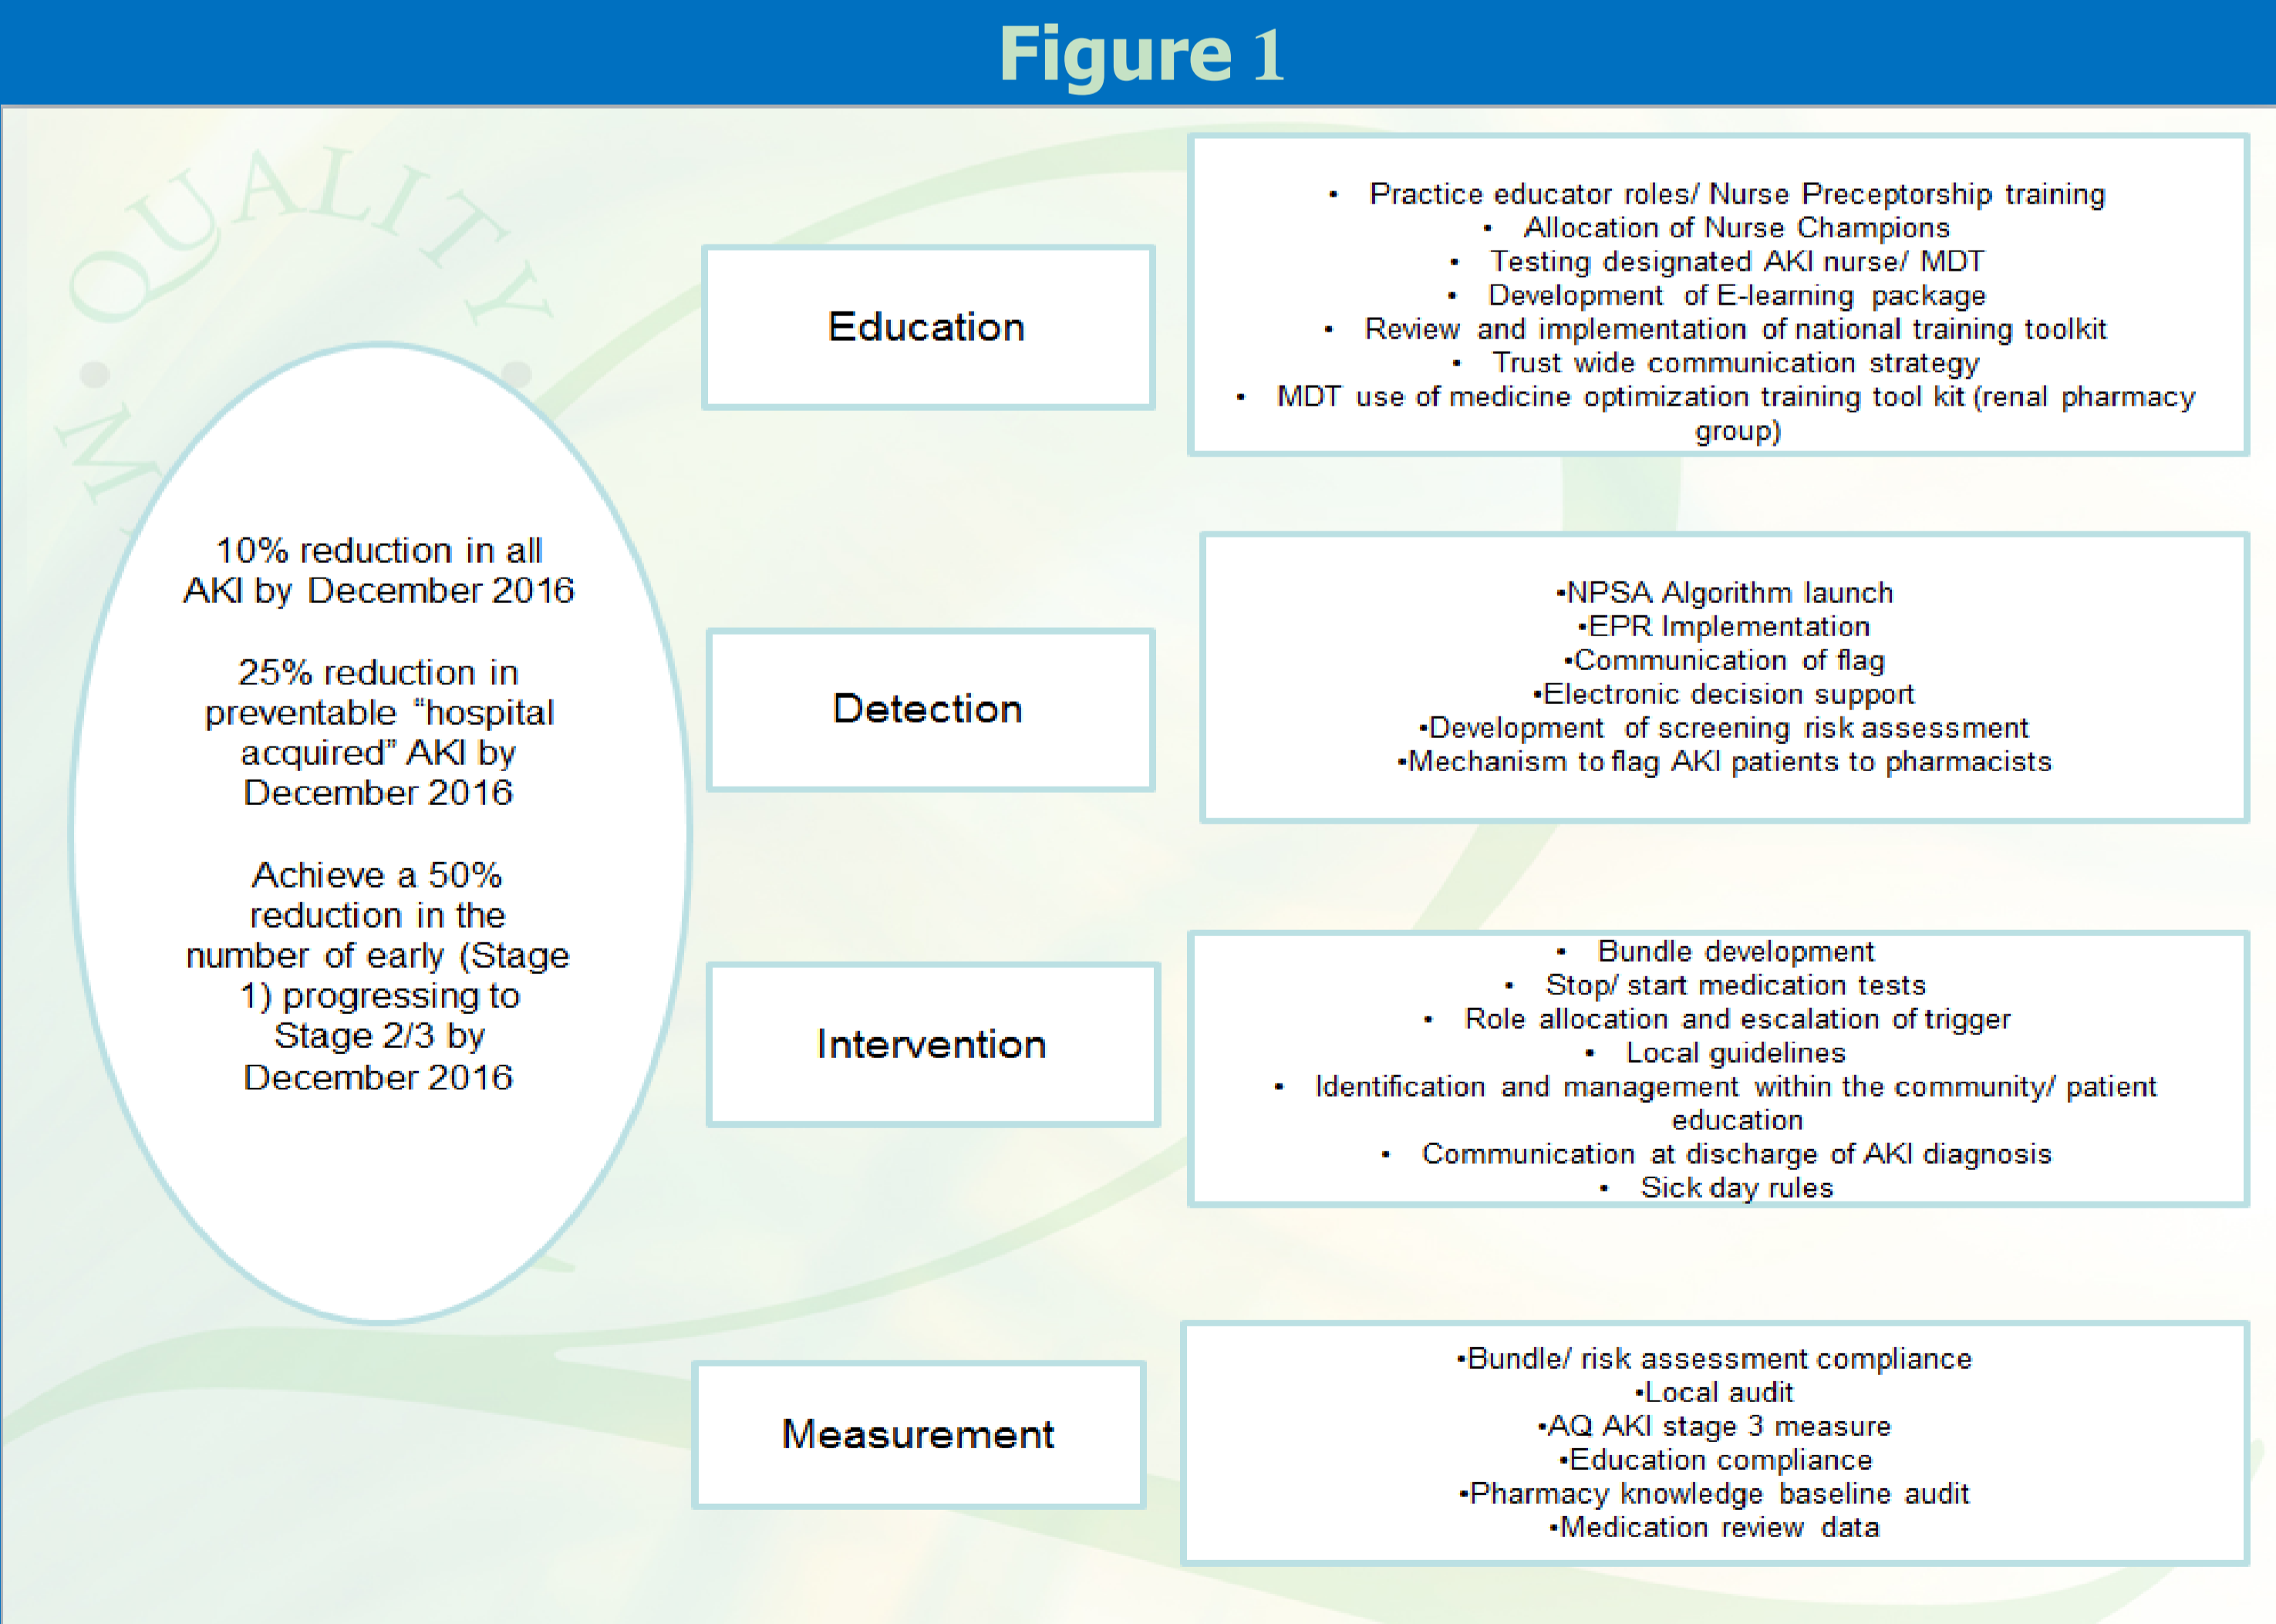 Figure 1
QUALITY
M
10% reduction in all
AKI by December 2016
25% reduction in
preventable “hospital
acquired” AKI by
December 2016
Achieve a 50%
reduction in the
number of early (Stage
1) progressing to
Stage 2/3 by
December 2016
Education
• Practice educator roles/ Nurse Preceptorship training
• Allocation of Nurse Champions
• Testing designated AKI nurse/ MDT
• Development of E-learning package
• Review and implementation of national training toolkit
• Trust wide communication strategy
• MDT use of medicine optimization training tool kit (renal pharmacy
group)
Detection
•NPSA Algorithm launch
•EPR Implementation
•Communication of flag
•Electronic decision support
•Development of screening risk assessment
•Mechanism to flag AKI patients to pharmacists
Intervention
• Bundle development
• Stop/ start medication tests
• Role allocation and escalation of trigger
• Local guidelines
• Identification and management within the community/ patient
education
• Communication at discharge of AKI diagnosis
• Sick day rules
Measurement
•Bundle/ risk assessment compliance
•Local audit
•AQ AKI stage 3 measure
•Education compliance
•Pharmacy knowledge baseline audit
•Medication review data